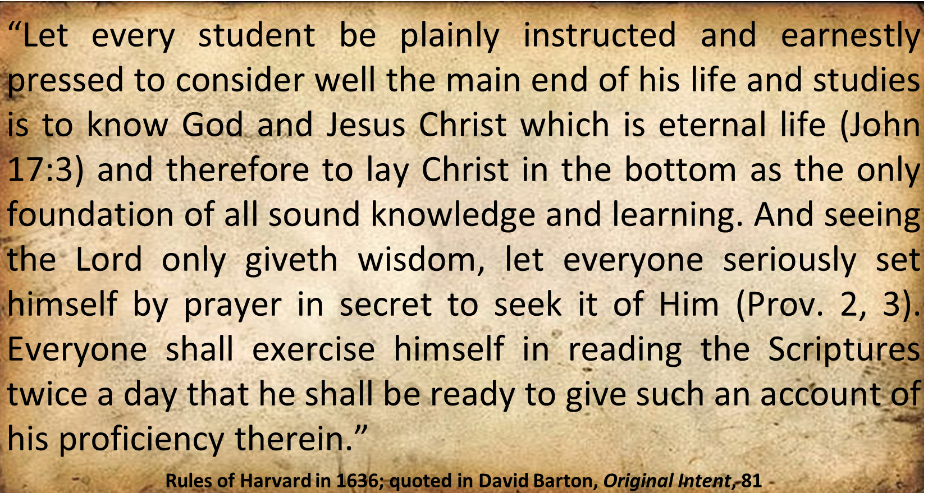 “Let every student be plainly instructed and earnestly
pressed to consider well the main end of his life and studies
is to know God and Jesus Christ which is eternal life (John
17:3) and therefore to lay Christ in the bottom as the only
foundation of all sound knowledge and learning. And seeing
the Lord only giveth wisdom, let everyone seriously set
himself by prayer in secret to seek it of Him (Prov. 2, 3).
Everyone shall exercise himself in reading the Scriptures
twice a day that he shall be ready to give such an account of
his proficiency therein.”
Rules of Harvard in 1636; quoted in David Barton, Original Intent, 81